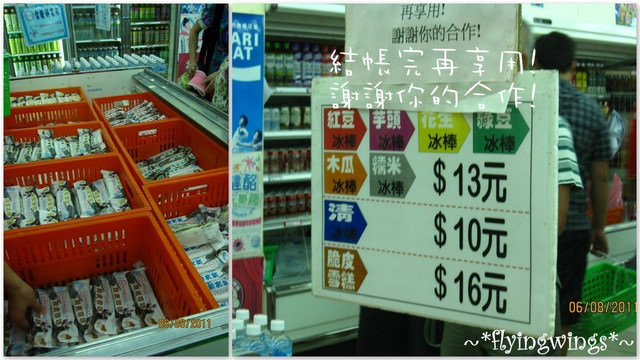 再享用!
謝謝你的合作!
結帳完再享用!
謝謝你的合作!
紅豆冰棒 芋頭冰棒 花生冰棒 綠豆冰棒
木瓜冰棒 糯米冰棒 $13元
清冰棒 $10元
脆皮雪糕 $16元
ARI
AT
06/08/2011
06/08/2011
~*flyingwings*~